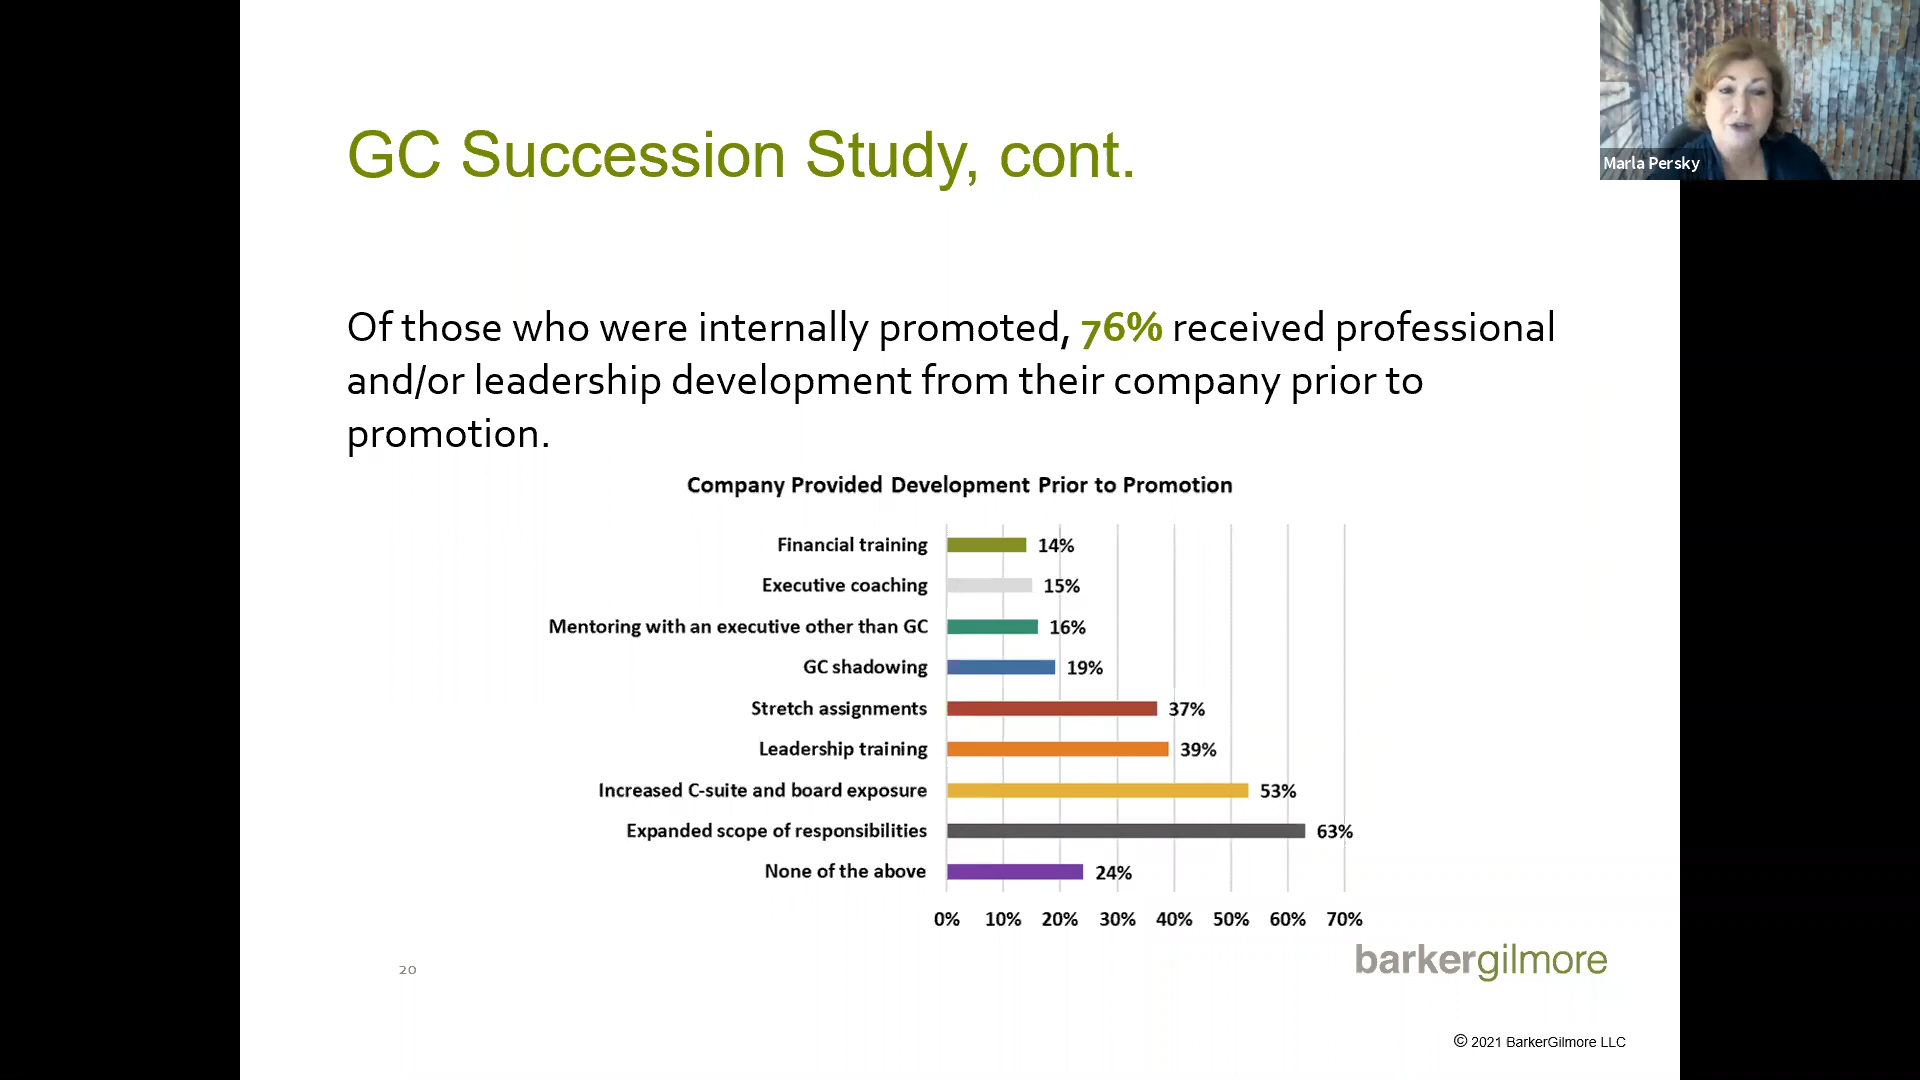 GC Succession Study, cont.
Marla Persky
Of those who were internally promoted, 76% received professional
and/or leadership development from their company prior to
promotion.
Company Provided Development Prior to Promotion
Financial training 14%
Executive coaching 15%
Mentoring with an executive other than GC 16%
GC shadowing 19%
Stretch assignments 37%
Leadership training 39%
Increased C-suite and board exposure 53%
Expanded scope of responsibilities 63%
None of the above 24%
0% 10% 20% 30% 40% 50% 60% 70%
barkergilmore
20
© 2021 BarkerGilmore LLC